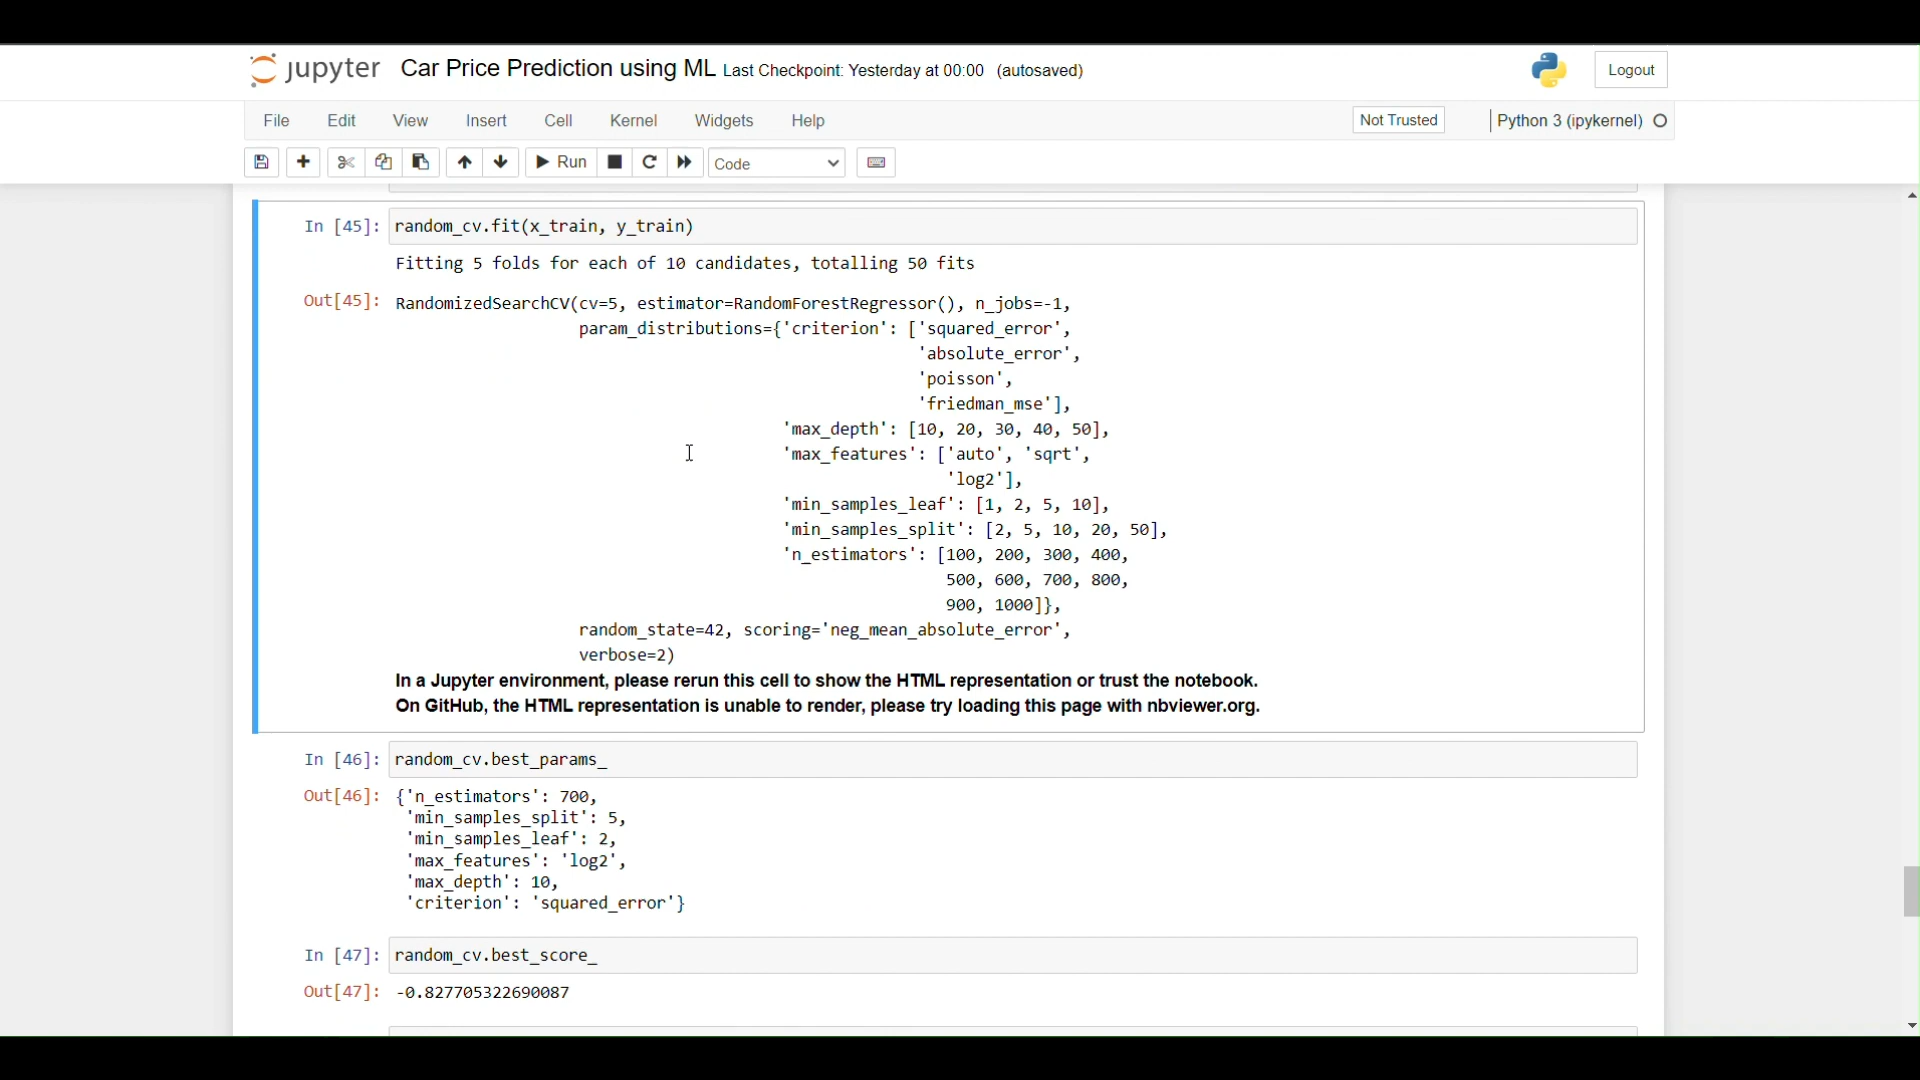 jupyter Car Price Prediction using ML Last Checkpoint: Yesterday at 00:00 (autosaved) Logout
File Edit View Insert Cell Kernel Widgets Help Not Trusted Python 3 (ipykernel)
Run Code
In [45]: random_cv.fit(x_train, y_train)
Fitting 5 folds for each of 10 candidates, totalling 50 fits
Out[45]: RandomizedSearchCV(cv=5, estimator=RandomForestRegressor(), n_jobs=-1,
param_distributions={'criterion': ['squared_error',
'absolute_error',
'poisson',
'friedman_mse'],
'max_depth': [10, 20, 30, 40, 50],
'max_features': ['auto', 'sqrt',
'log2'],
'min_samples_leaf': [1, 2, 5, 10],
'min_samples_split': [2, 5, 10, 20, 50],
'n_estimators': [100, 200, 300, 400,
500, 600, 700, 800,
900, 1000]},
random_state=42, scoring='neg_mean_absolute_error',
verbose=2)
In a Jupyter environment, please rerun this cell to show the HTML representation or trust the notebook.
On GitHub, the HTML representation is unable to render, please try loading this page with nbviewer.org.
In [46]: random_cv.best_params_
Out[46]: {'n_estimators': 700,
'min_samples_split': 5,
'min_samples_leaf': 2,
'max_features': 'log2',
'max_depth': 10,
'criterion': 'squared_error'}
In [47]: random_cv.best_score_
Out[47]: -0.827705322690087